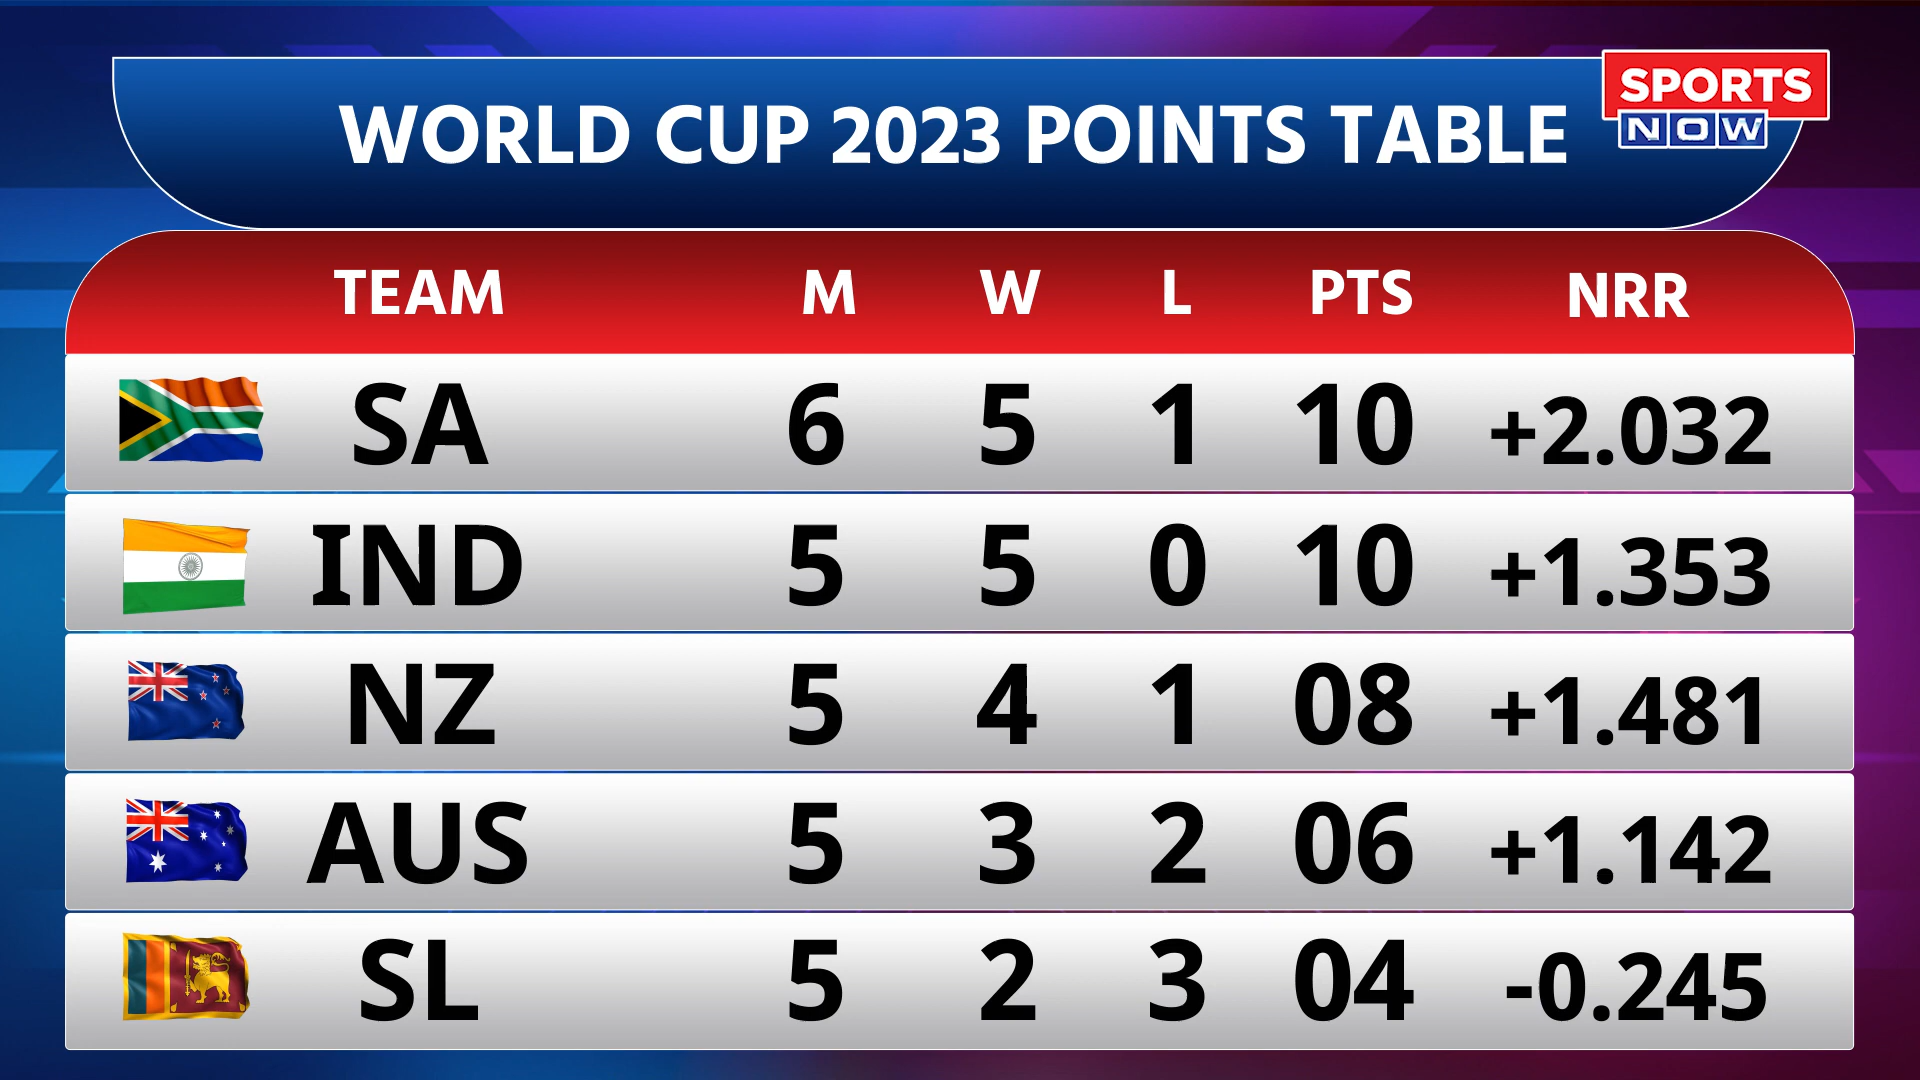 WORLD CUP 2023 POINTS TABLE
SPORTS
NOW
TEAM M W L PTS NRR
SA 6 5 1 10 +2.032
IND 5 5 0 10 +1.353
NZ 5 4 1 08 +1.481
AUS 5 3 2 06 +1.142
SL 5 2 3 04 -0.245